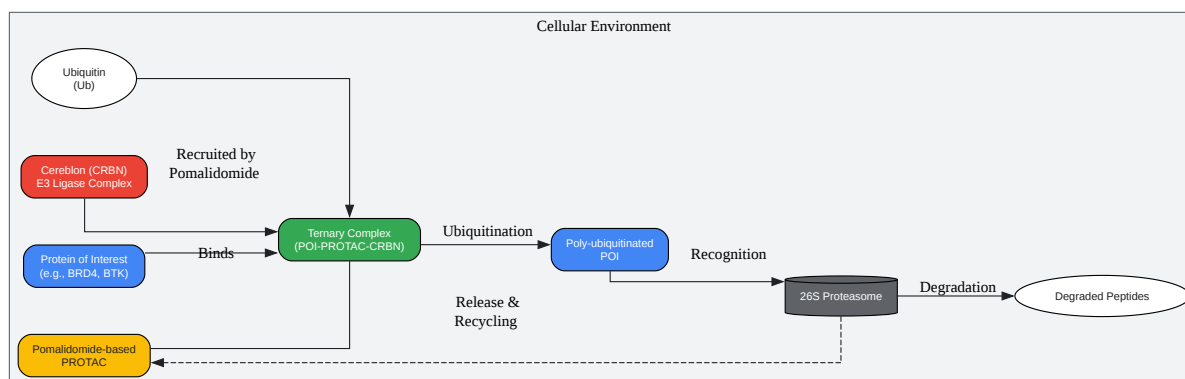 Cellular Environment
Ubiquitin
(Ub)
Recruited by
Pomalidomide
Cereblon (CRBN)
E3 Ligase Complex
Ternary Complex
(POI-PROTAC-CRBN)
Ubiquitination
Poly-ubiquitinated
POI
Recognition
Protein of Interest
(e.g., BRD4, BTK)
Binds
26S Proteasome
Degradation
Degraded Peptides
Release &
Recycling
Pomalidomide-based
PROTAC